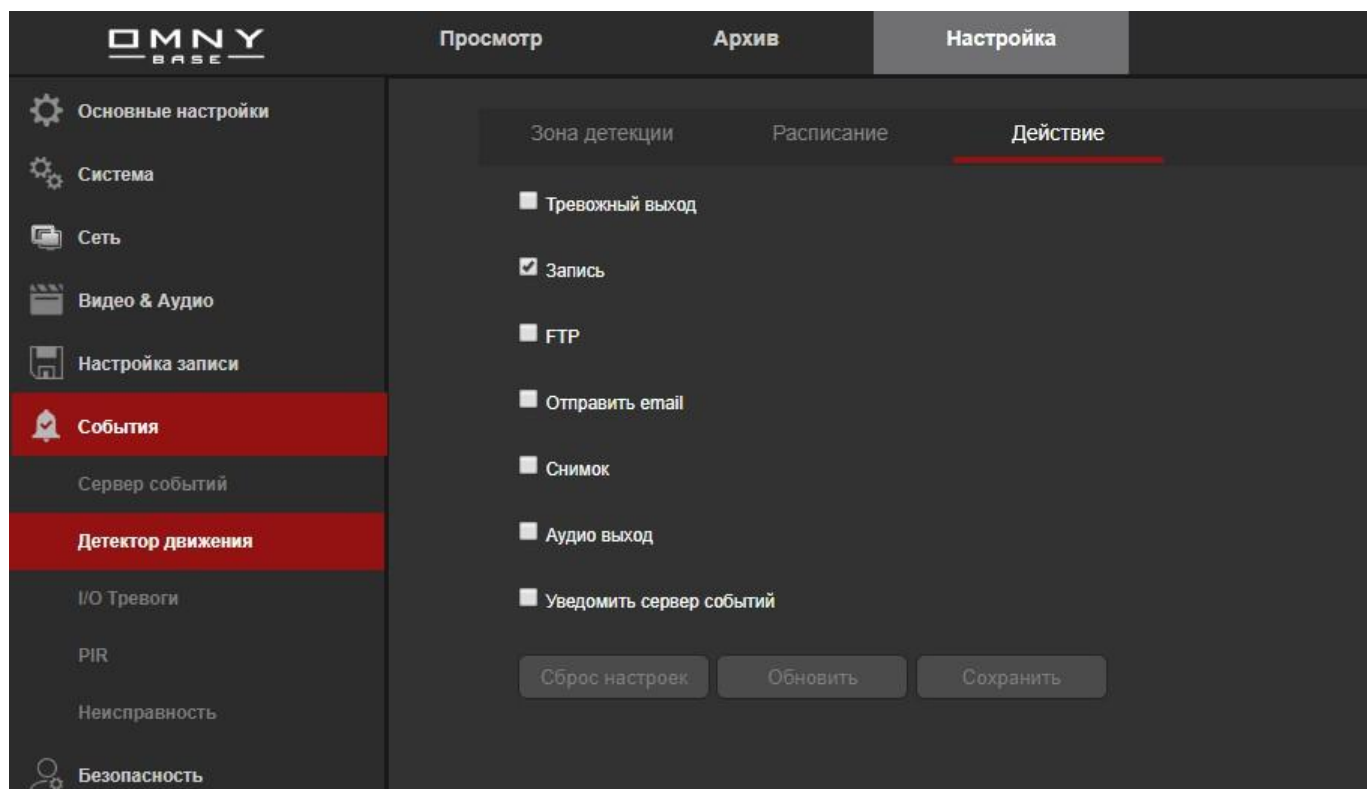 OMNY
BASE
Просмотр
Архив
Настройка
Основные настройки
Система
Сеть
Видео & Аудио
Настройка записи
События
Сервер событий
Детектор движения
I/O Тревоги
PIR
Неисправность
Безопасность
Зона детекции
Расписание
Действие
Тревожный выход
Запись
FTP
Отправить email
Снимок
Аудио выход
Уведомить сервер событий
Сброс настроек
Обновить
Сохранить